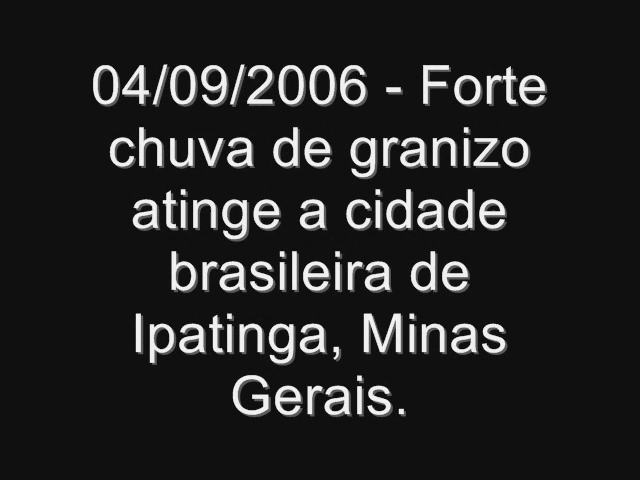 04/09/2006 - Forte
chuva de granizo
atinge a cidade
brasileira de
Ipatinga, Minas
Gerais.